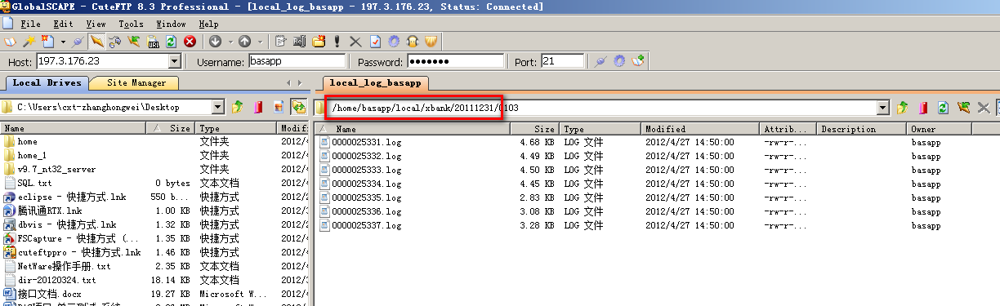 GlobalSCAPE - CuteFTP 8.3 Professional - [local_log_basapp - 197.3.176.23, Status: Connected]
File Edit View Tools Window Help
Host: 197.3.176.23 Username: basapp Password: ●●●●●●● Port: 21
Local Drives Site Manager local_log_basapp
C:\Users\cxt-zhanghongwei\Desktop /home/basapp/local/xbank/20111231/0103
Name Size Type Modifi Name Size Type Modified Attrib... Description Owner
home 文件夹 2012/4 0000025331.log 4.68 KB LOG 文件 2012/4/27 14:50:00 -rw-r-... basapp
home_1 文件夹 2012/4 0000025332.log 4.49 KB LOG 文件 2012/4/27 14:50:00 -rw-r-... basapp
v9.7_nt32_server 文件夹 2012/4 0000025333.log 4.50 KB LOG 文件 2012/4/27 14:50:00 -rw-r-... basapp
SQL.txt 0 bytes 文本文档 2012/4 0000025334.log 4.45 KB LOG 文件 2012/4/27 14:50:00 -rw-r-... basapp
eclipse - 快捷方式.lnk 550 b... 快捷方式 2012/2 0000025335.log 2.83 KB LOG 文件 2012/4/27 14:50:00 -rw-r-... basapp
腾讯通RTX.lnk 1.00 KB 快捷方式 2012/ 0000025336.log 3.08 KB LOG 文件 2012/4/27 14:50:00 -rw-r-... basapp
dbvis - 快捷方式.lnk 1.32 KB 快捷方式 2012/2 0000025337.log 3.28 KB LOG 文件 2012/4/27 14:50:00 -rw-r-... basapp
FSCapture - 快捷方式 (... 1.35 KB 快捷方式 2012/4
cuteftppro - 快捷方式.lnk 1.46 KB 快捷方式 2012/4
NetWare操作手册.txt 2.35 KB 文本文档 2012/4
dir-20120324.txt 18.14 KB 文本文档 2012/3
接口文档.docx 19.27 KB Microsoft W... 2012/4